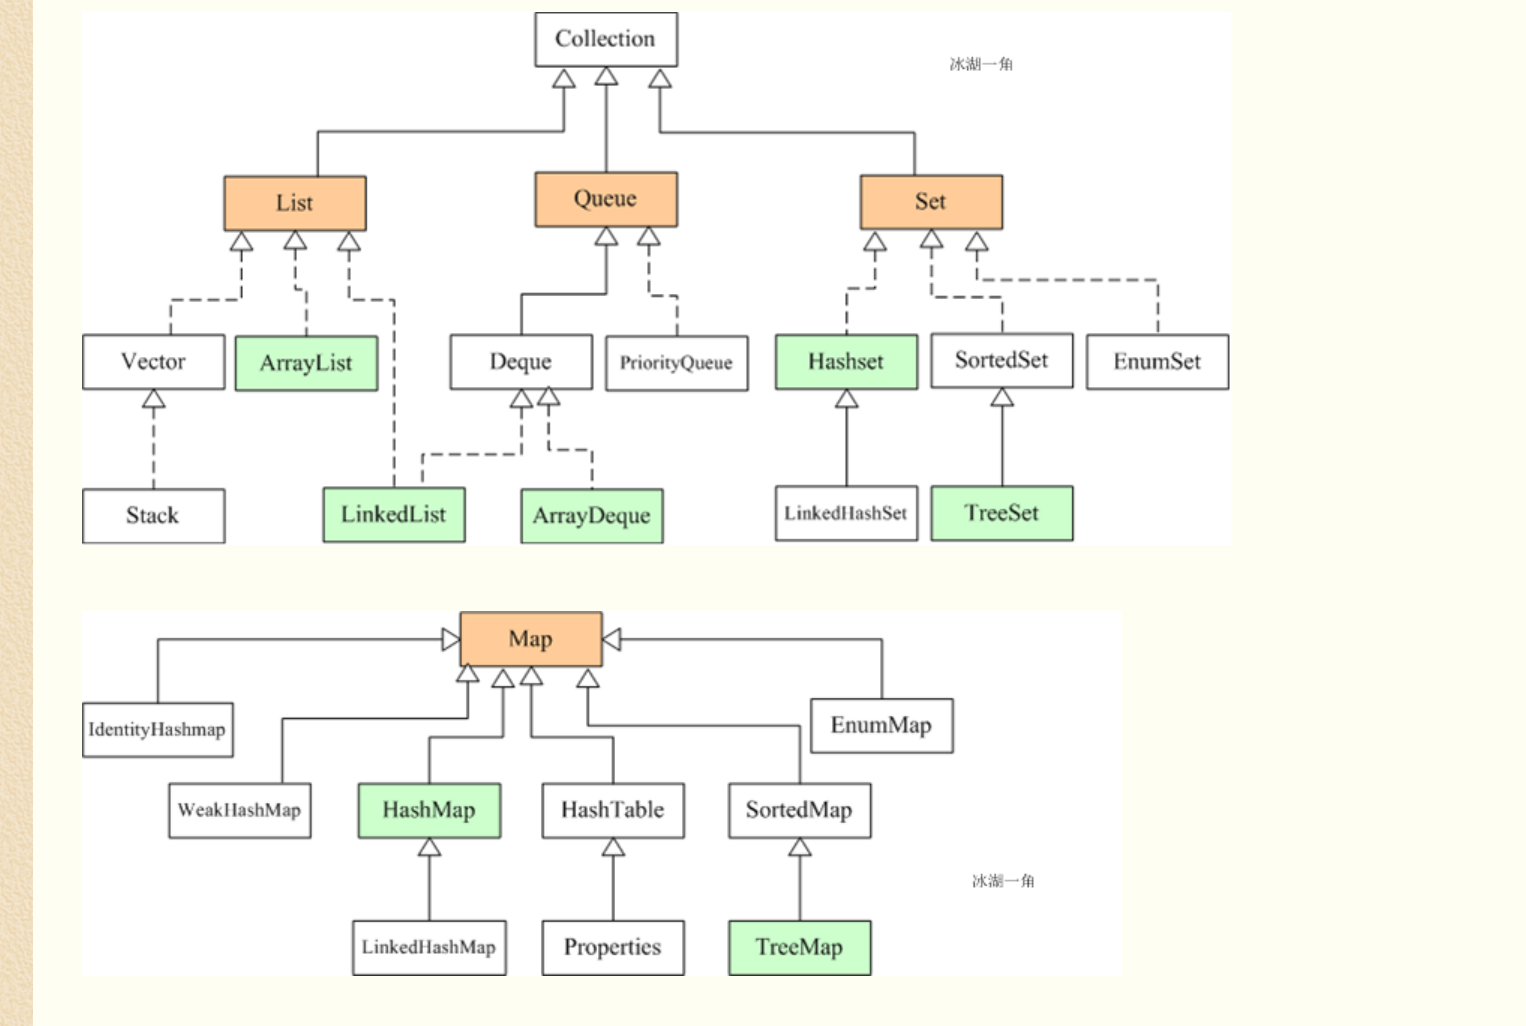 Collection
冰湖一角
List
Queue
Set
Vector
ArrayList
Deque
PriorityQueue
Hashset
SortedSet
EnumSet
Stack
LinkedList
ArrayDeque
LinkedHashSet
TreeSet
Map
IdentityHashmap
EnumMap
WeakHashMap
HashMap
HashTable
SortedMap
冰湖一角
LinkedHashMap
Properties
TreeMap